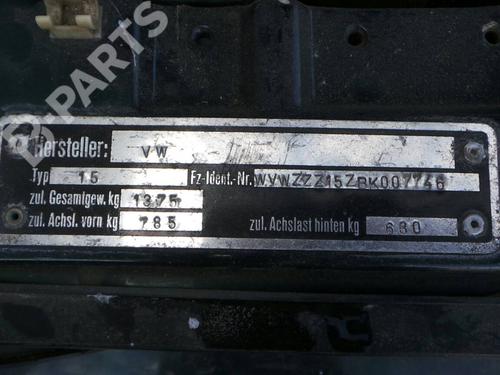 B-PARTS
Hersteller: VW
Typ 15 Fz-Ident.-Nr. WVWZZZ15ZBK007746
zul. Gesamtgew. kg 1375
zul. Achsl. vorn kg 785 zul. Achslast hinten kg 680